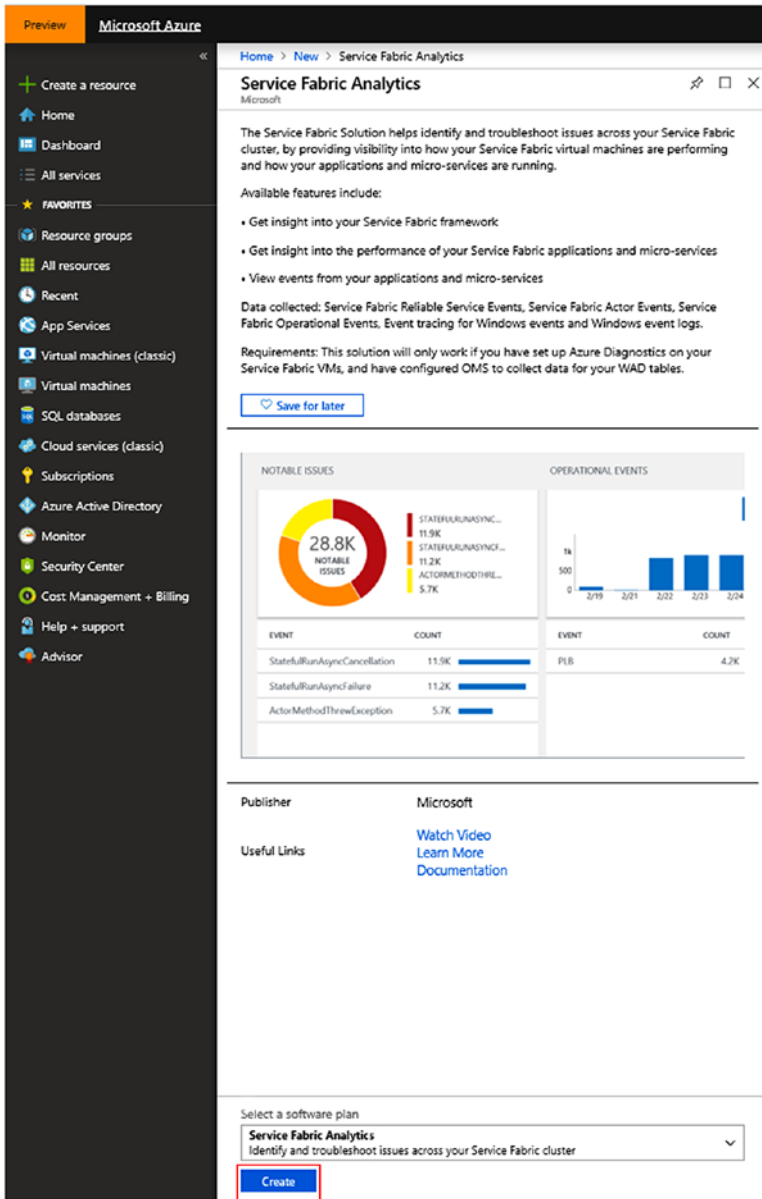 Preview
Microsoft Azure
«
Create a resource
Home
Dashboard
All services
FAVORITES
Resource groups
All resources
Recent
App Services
Virtual machines (classic)
Virtual machines
SQL databases
Cloud services (classic)
Subscriptions
Azure Active Directory
Monitor
Security Center
Cost Management + Billing
Help + support
Advisor
Home > New > Service Fabric Analytics
Service Fabric Analytics
Microsoft
The Service Fabric Solution helps identify and troubleshoot issues across your Service Fabric
cluster, by providing visibility into how your Service Fabric virtual machines are performing
and how your applications and micro-services are running.
Available features include:
• Get insight into your Service Fabric framework
• Get insight into the performance of your Service Fabric applications and micro-services
• View events from your applications and micro-services
Data collected: Service Fabric Reliable Service Events, Service Fabric Actor Events, Service
Fabric Operational Events, Event tracing for Windows events and Windows event logs.
Requirements: This solution will only work if you have set up Azure Diagnostics on your
Service Fabric VMs, and have configured OMS to collect data for your WAD tables.
Save for later
NOTABLE ISSUES
28.8K
NOTABLE
ISSUES
STATEFULRUNASYNC...
11.9K
STATEFULRUNASYNCF...
11.2K
ACTORMETHODTHRE...
5.7K
EVENT COUNT
StatefulRunAsyncCancellation 11.9K
StatefulRunAsyncFailure 11.2K
ActorMethodThrewException 5.7K
OPERATIONAL EVENTS
1k
500
0
2/19 2/21 2/22 2/23 2/24
EVENT COUNT
PLB 4.2K
Publisher Microsoft
Useful Links
Watch Video
Learn More
Documentation
Select a software plan
Service Fabric Analytics
Identify and troubleshoot issues across your Service Fabric cluster
Create